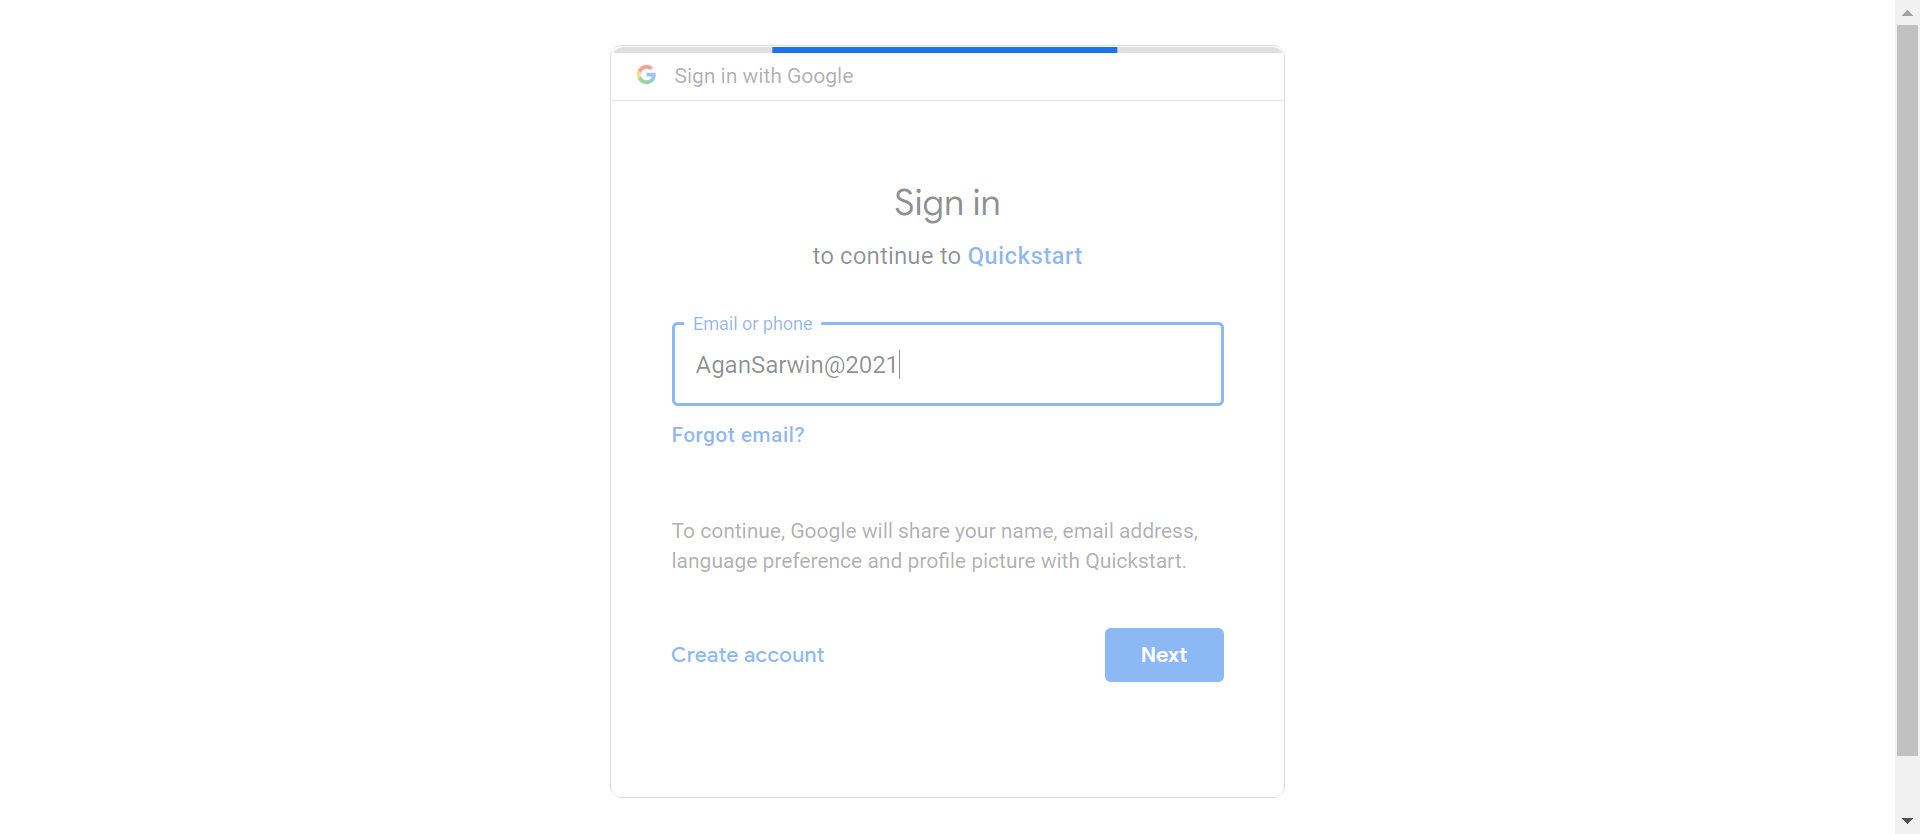 Sign in with Google
Sign in
to continue to Quickstart
Email or phone
AganSarwin@2021
Forgot email?
To continue, Google will share your name, email address,
language preference and profile picture with Quickstart.
Create account
Next